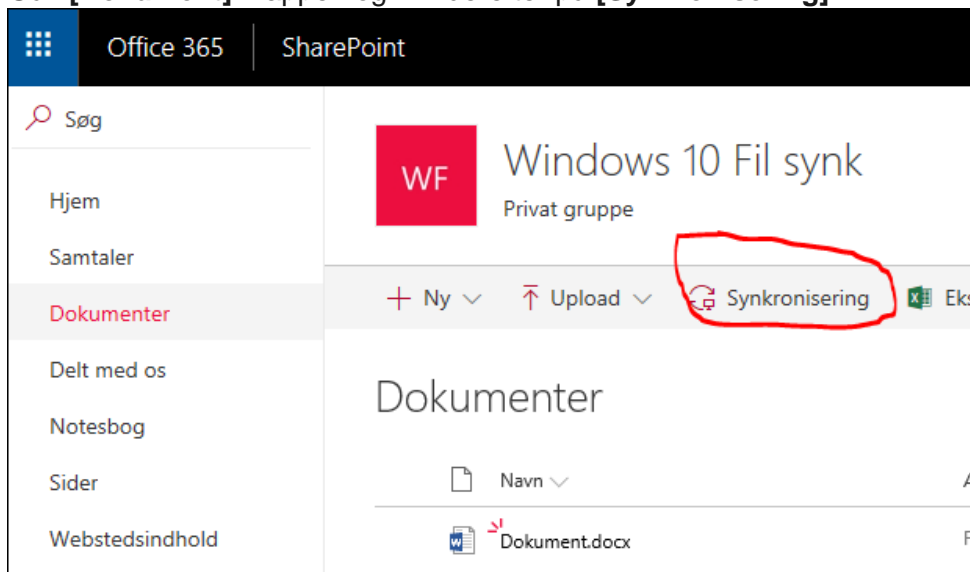 Office 365 SharePoint
Søg
WF
Windows 10 Fil synk
Privat gruppe
Hjem
Samtaler
Dokumenter
Delt med os
Notesbog
Sider
Webstedsindhold
Ny Upload Synkronisering Eks
Dokumenter
Navn
Dokument.docx